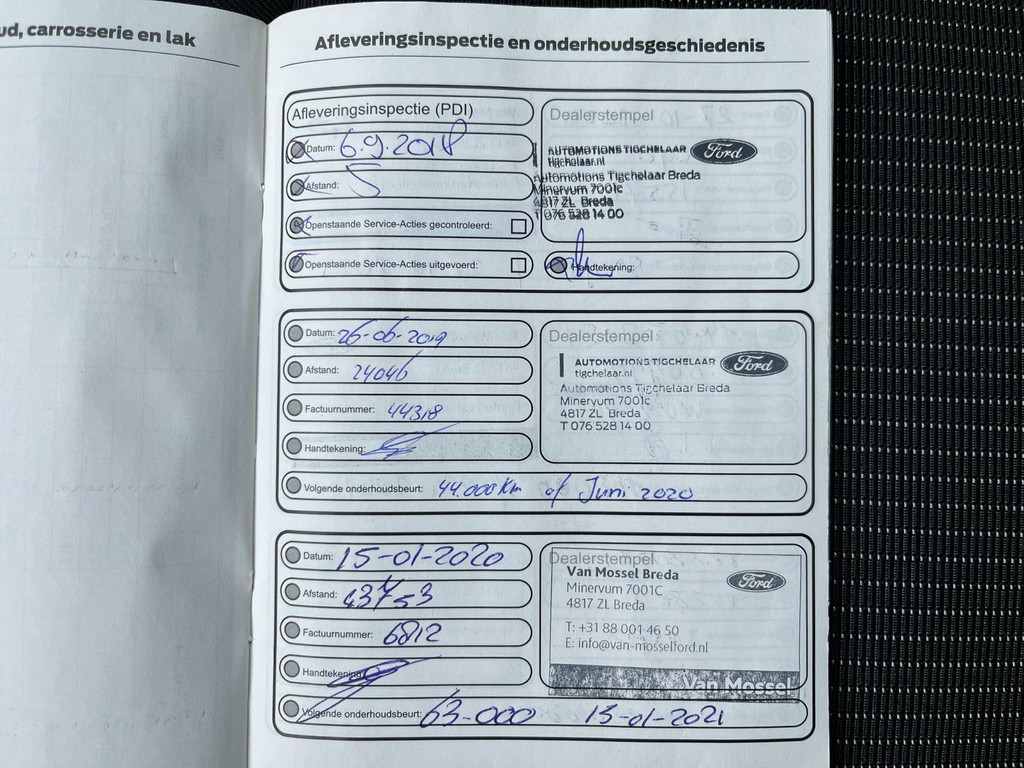 ud, carrosserie en lak
Afleveringsinspectie en onderhoudsgeschiedenis
Afleveringsinspectie (PDI)
Datum: 6.9.2018
Afstand: 5
Openstaande Service-Acties gecontroleerd:
Openstaande Service-Acties uitgevoerd:
Dealerstempel
AUTOMOTIONS TIGCHELAAR Ford
tigchelaar.nl
Automotions Tigchelaar Breda
Minervum 7001c
4817 ZL Breda
T 076 528 14 00
Handtekening:
Datum: 26-06-2019
Afstand: 24046
Factuurnummer: 44318
Handtekening:
Dealerstempel
AUTOMOTIONS TIGCHELAAR Ford
tigchelaar.nl
Automotions Tigchelaar Breda
Minervum 7001c
4817 ZL Breda
T 076 528 14 00
Volgende onderhoudsbeurt: 44.000 Km of Juni 2020
Datum: 15-01-2020
Afstand: 43753
Factuurnummer: 6812
Handtekening
Dealerstempel
Van Mossel Breda Ford
Minervum 7001C
4817 ZL Breda
T: +31 88 001 46 50
E: info@van-mosselford.nl
Van Mossel
Volgende onderhoudsbeurt: 63-000 15-01-2021